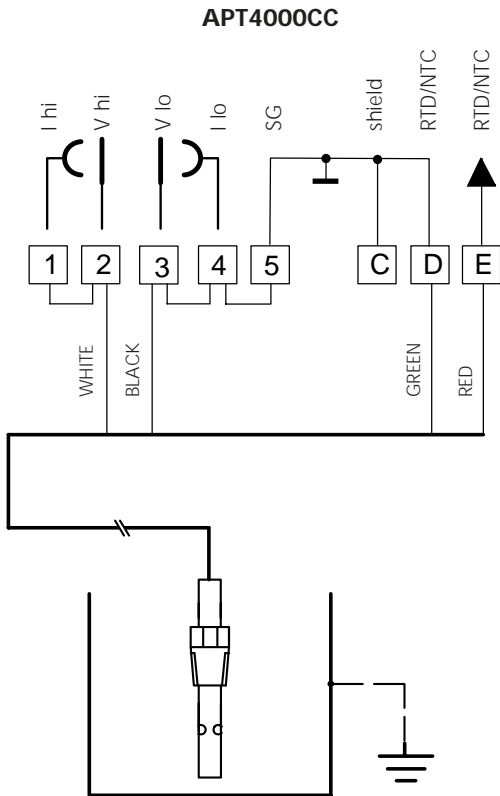 APT4000CC
I hi
V hi
V lo
I lo
SG
shield
RTD/NTC
RTD/NTC
1
2
3
4
5
C
D
E
WHITE
BLACK
GREEN
RED